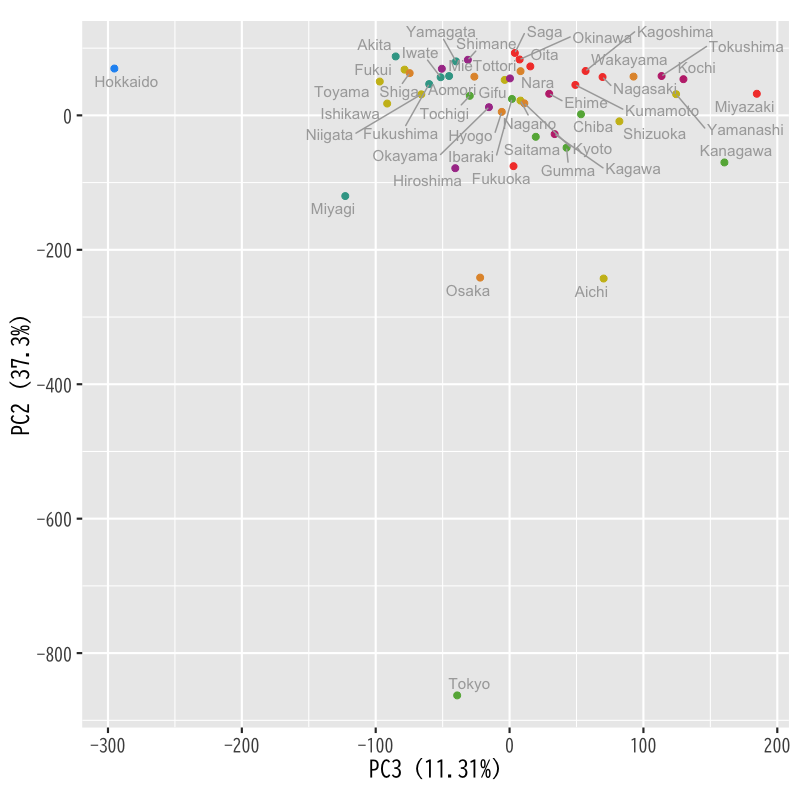 Yamagata
Saga
Okinawa
Kagoshima
Akita
Iwate
Shimane
Oita
Wakayama
Tokushima
Fukui
Mie
Tottori
Kochi
Hokkaido
Toyama
Shiga
Aomori
Gifu
Nara
Nagasaki
Ehime
Miyazaki
Ishikawa
Tochigi
Kumamoto
Niigata
Fukushima
Hyogo
Nagano
Chiba
Shizuoka
Yamanashi
Okayama
Ibaraki
Saitama
Kyoto
Kanagawa
Hiroshima
Fukuoka
Gumma
Kagawa
Miyagi
Osaka
Aichi
Tokyo
0
−200
−400
−600
−800
PC2 (37.3%)
−300
−200
−100
0
100
200
PC3 (11.31%)